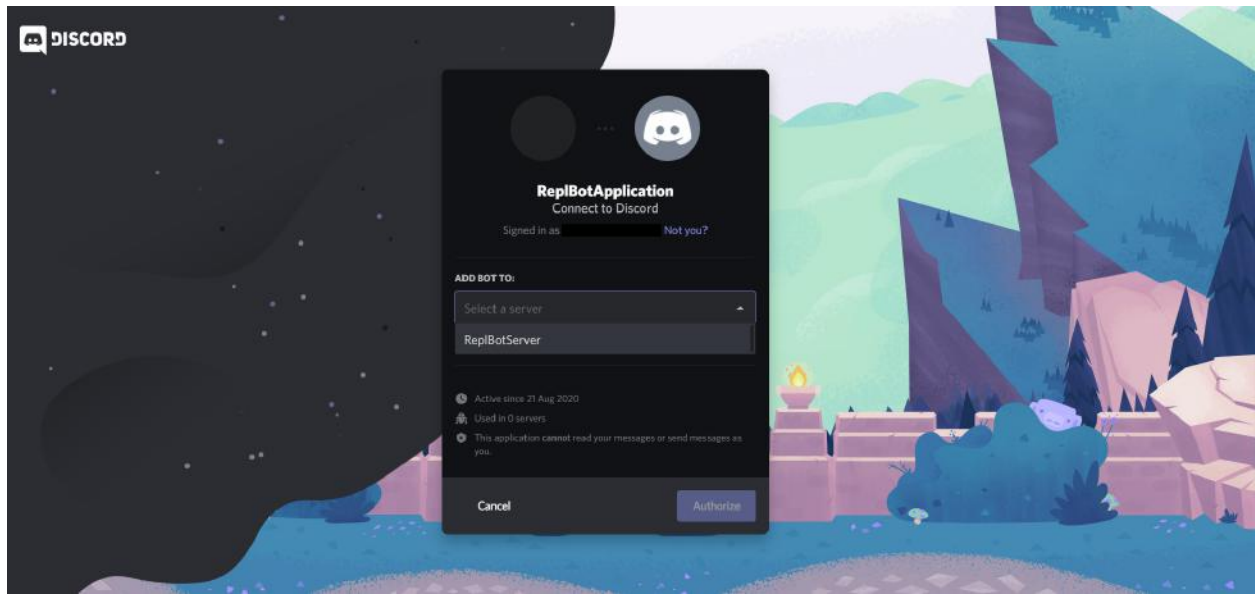 DISCORD
ReplBotApplication
Connect to Discord
Signed in as Not you?
ADD BOT TO:
Select a server
ReplBotServer
Active since 21 Aug 2020
Used in 0 servers
This application cannot read your messages or send messages as
you.
Cancel
Authorize